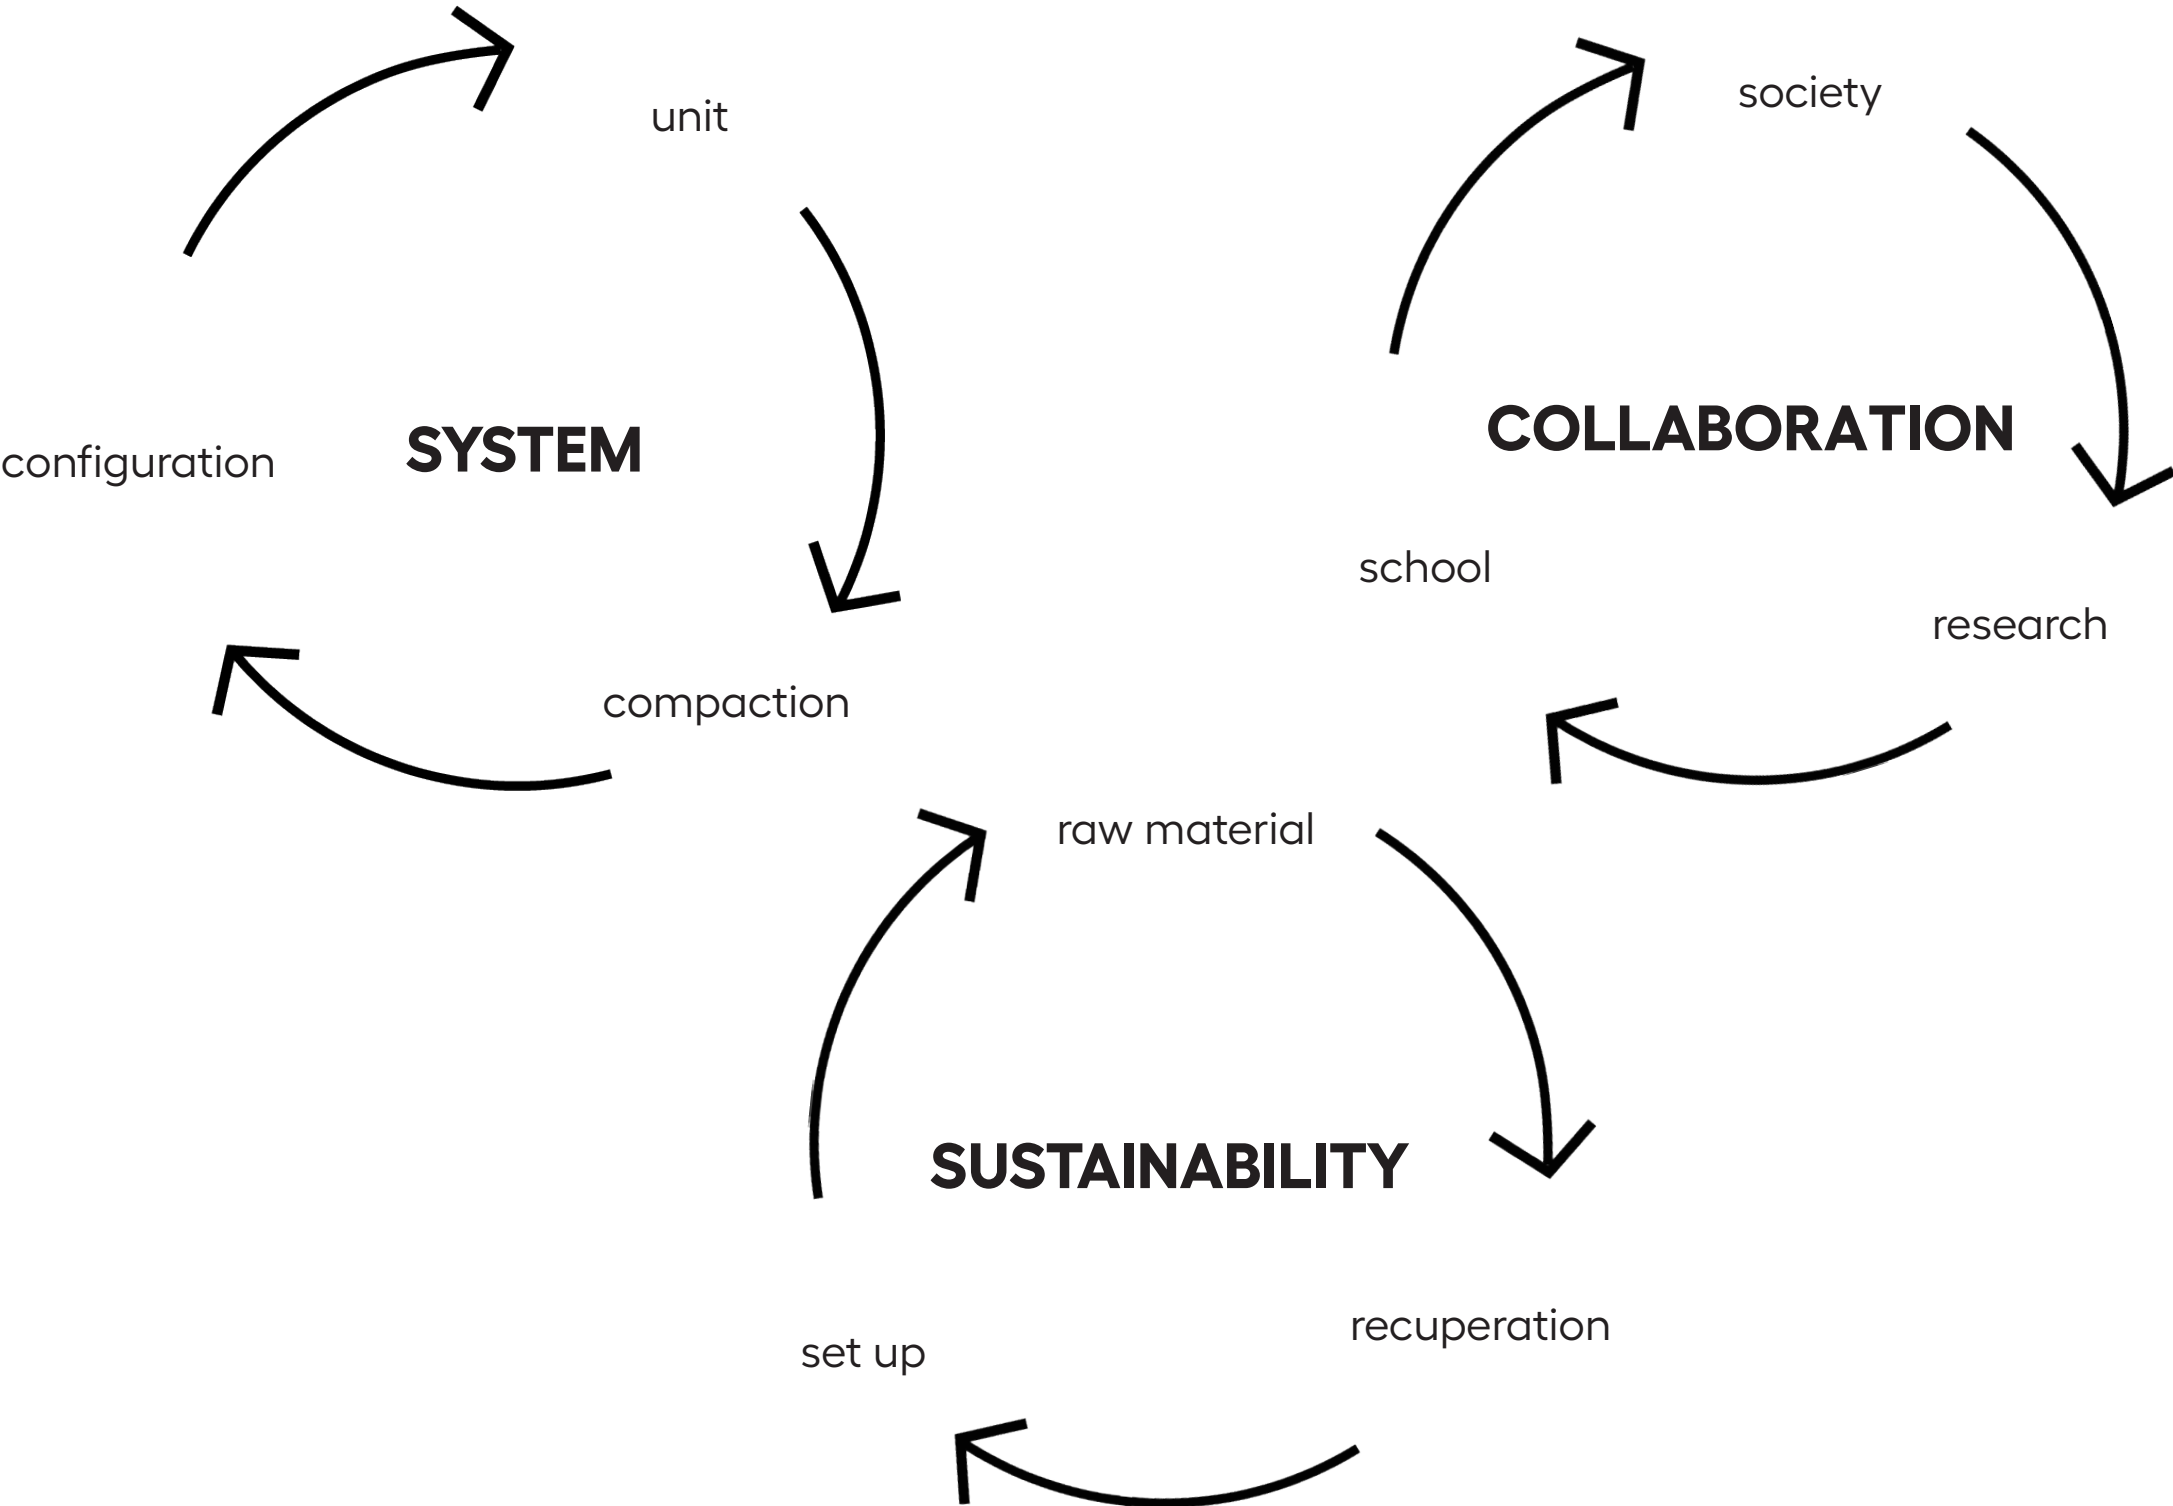 unit
configuration
SYSTEM
compaction
society
COLLABORATION
school
research
raw material
SUSTAINABILITY
recuperation
set up